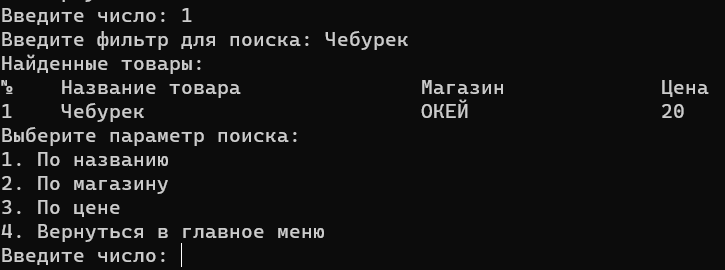 Введите число: 1
Введите фильтр для поиска: Чебурек
Найденные товары:
№ Название товара Магазин Цена
1 Чебурек ОКЕЙ 20
Выберите параметр поиска:
1. По названию
2. По магазину
3. По цене
4. Вернуться в главное меню
Введите число: